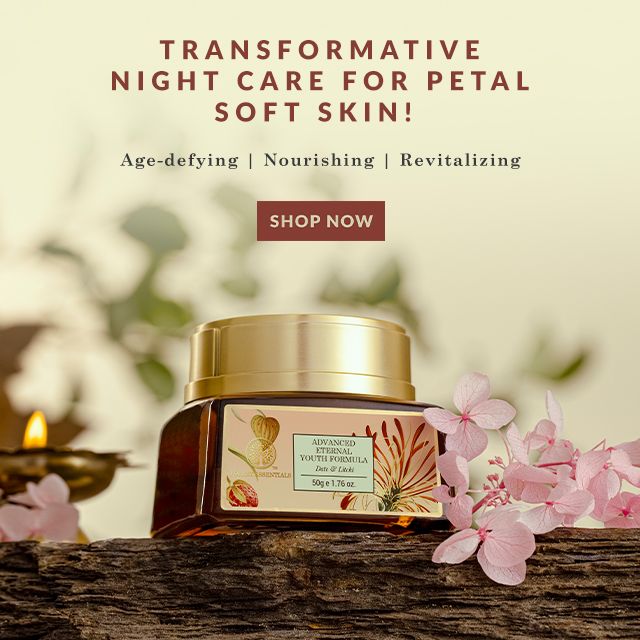 TRANSFORMATIVE
NIGHT CARE FOR PETAL
SOFT SKIN!
Age-defying | Nourishing | Revitalizing
SHOP NOW
ADVANCED
ETERNAL
YOUTH FORMULA
Date & Litchi
50g e 1.76 oz.
ESSENTIALS